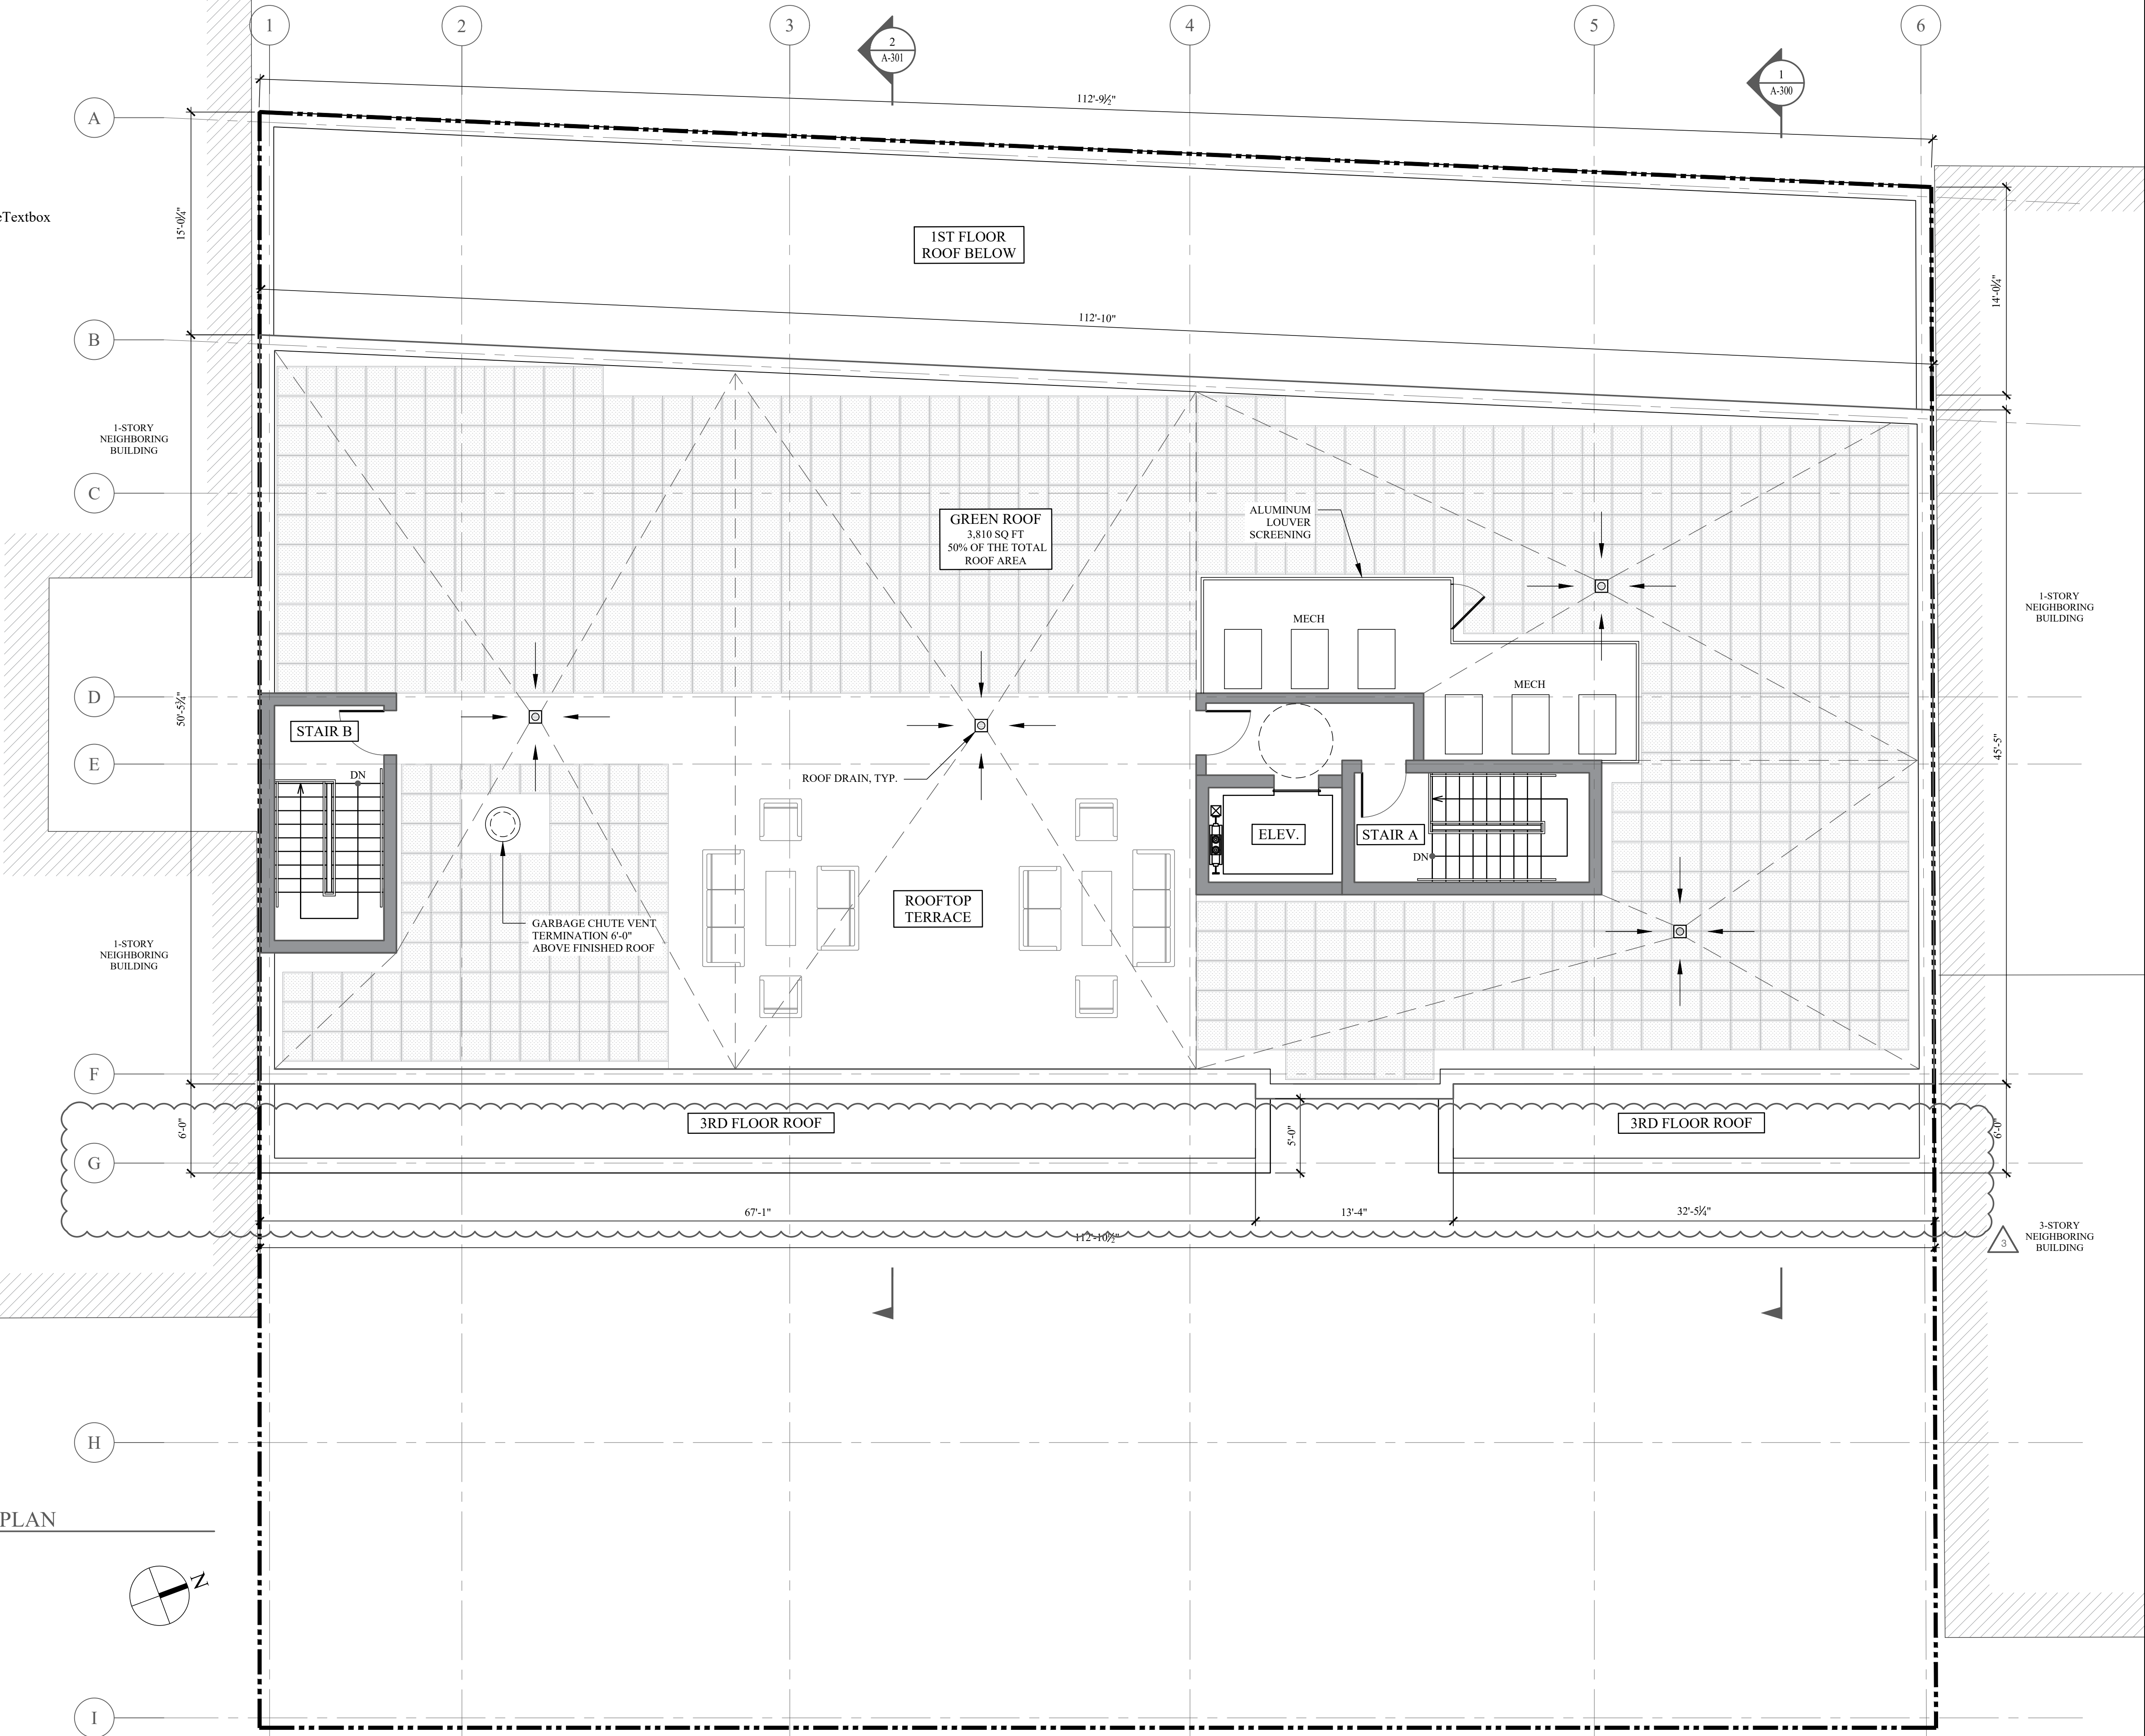 1
2
3
4
5
6
2
A-301
1
A-300
112'-9½"
A
eTextbox
15'-0¼"
1ST FLOOR
ROOF BELOW
14'-0¼"
112'-10"
B
1-STORY
NEIGHBORING
BUILDING
C
GREEN ROOF
3,810 SQ FT
50% OF THE TOTAL
ROOF AREA
ALUMINUM
LOUVER
SCREENING
1-STORY
NEIGHBORING
BUILDING
MECH
MECH
D
50'-5¾"
STAIR B
E
45'-5"
DN
ROOF DRAIN, TYP.
ELEV.
STAIR A
DN
ROOFTOP
TERRACE
GARBAGE CHUTE VENT
TERMINATION 6'-0"
ABOVE FINISHED ROOF
1-STORY
NEIGHBORING
BUILDING
F
3RD FLOOR ROOF
3RD FLOOR ROOF
6'-0"
5'-0"
6'-0"
G
67'-1"
13'-4"
32'-5¼"
112'-10½"
3
3-STORY
NEIGHBORING
BUILDING
H
PLAN
N
I